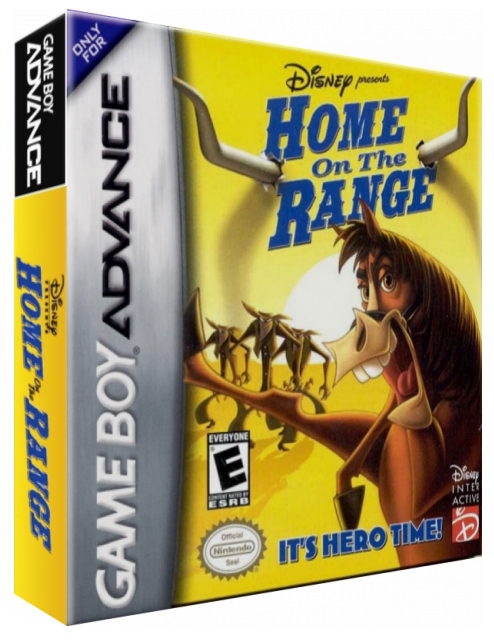 GAME BOY
ADVANCE
Disney
PRESENTS
HOME ON The RANGE
ONLY
FOR
GAME BOY ADVANCE
Disney presents
HOME
ON THE
RANGE
EVERYONE
E
CONTENT RATED BY
ESRB
Official
Nintendo
Seal
IT'S HERO TIME!
Disney
INTER
ACTIVE
D